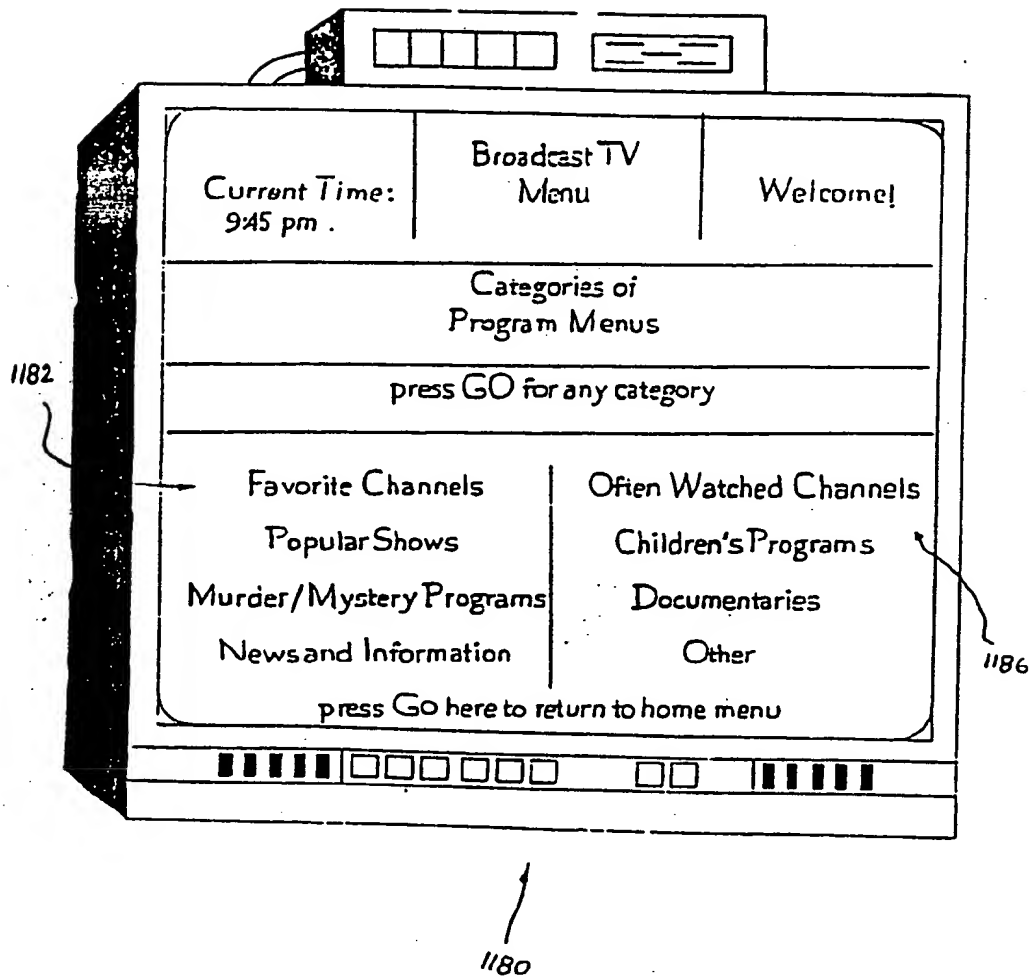 Current Time:
9:45 pm .
Broadcast TV
Menu
Welcome!
Categories of
Program Menus
press GO for any category
1182
Favorite Channels
Often Watched Channels
Popular Shows
Children's Programs
Murder/Mystery Programs
Documentaries
News and Information
Other
1186
press Go here to return to home menu
1180